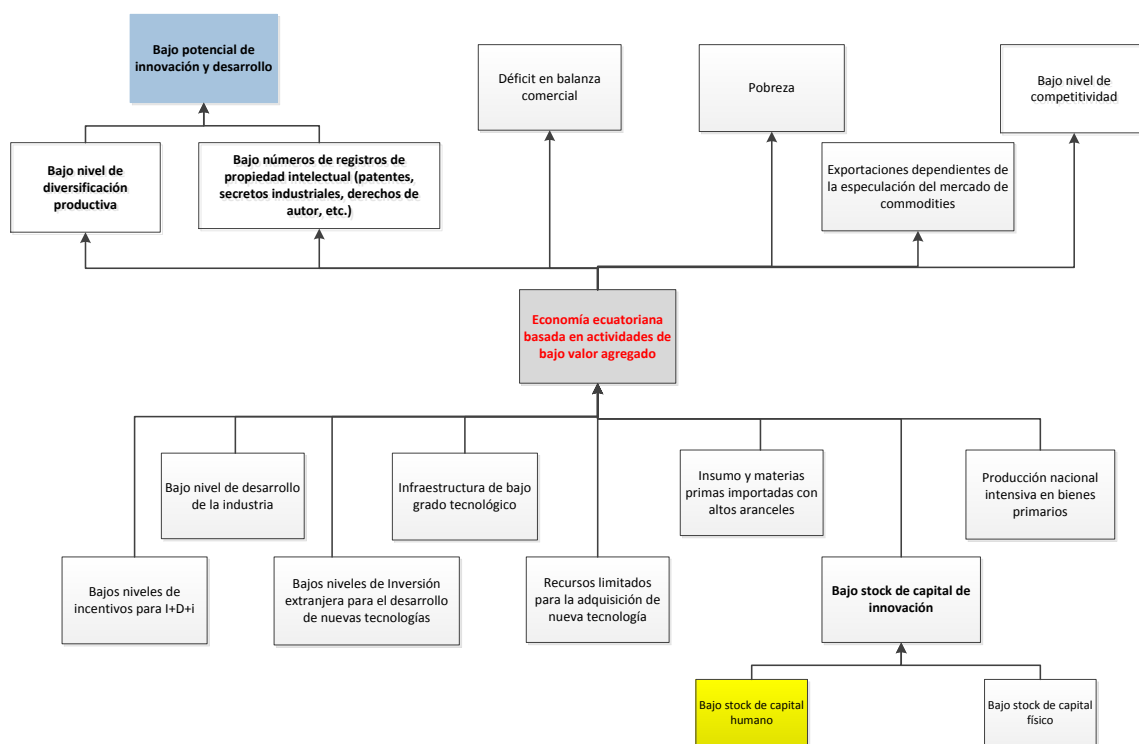 Bajo potencial de
innovación y desarrollo
Déficit en balanza
comercial
Pobreza
Bajo nivel de
competitividad
Bajo nivel de
diversificación
productiva
Bajo números de registros de
propiedad intelectual (patentes,
secretos industriales, derechos de
autor, etc.)
Exportaciones dependientes de
la especulación del mercado de
commodities
Economía ecuatoriana
basada en actividades de
bajo valor agregado
Bajo nivel de desarrollo
de la industria
Infraestructura de bajo
grado tecnológico
Insumo y materias
primas importadas con
altos aranceles
Producción nacional
intensiva en bienes
primarios
Bajos niveles de
incentivos para I+D+i
Bajos niveles de Inversión
extranjera para el desarrollo
de nuevas tecnologías
Recursos limitados
para la adquisición de
nueva tecnología
Bajo stock de capital de
innovación
Bajo stock de capital
humano
Bajo stock de capital
físico